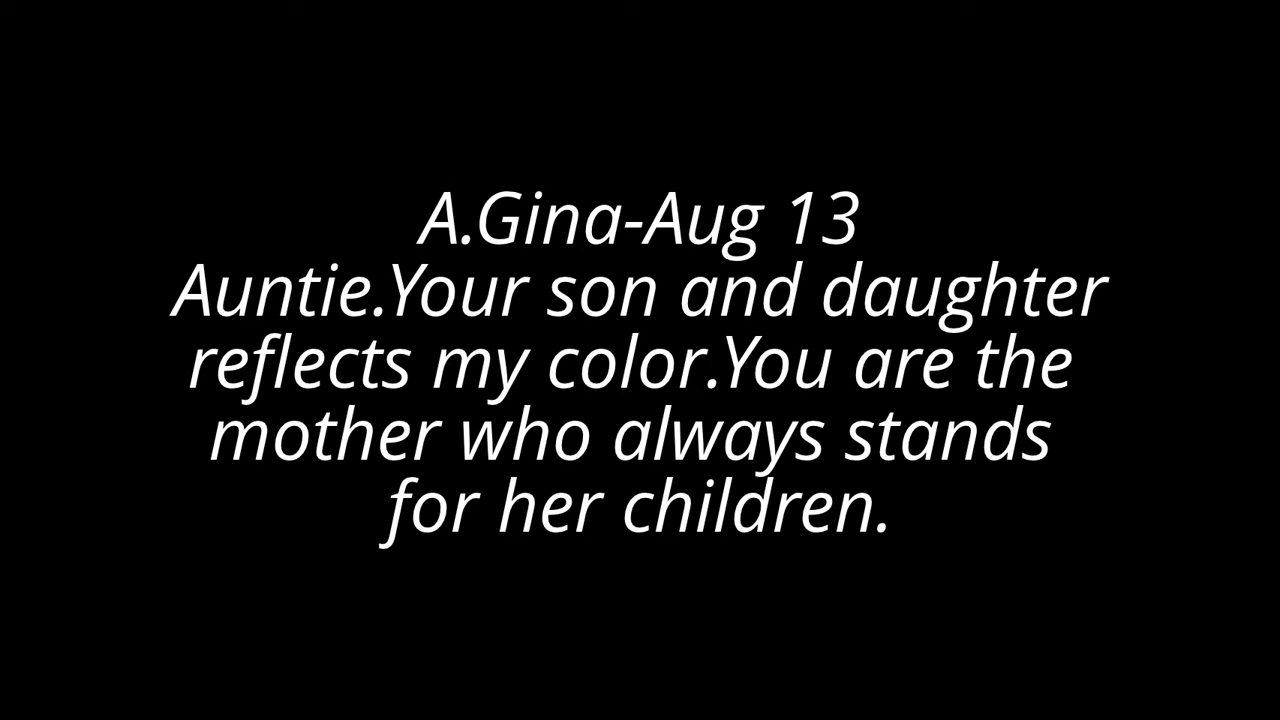 A.Gina-Aug 13
Auntie.Your son and daughter
reflects my color.You are the
mother who always stands
for her children.